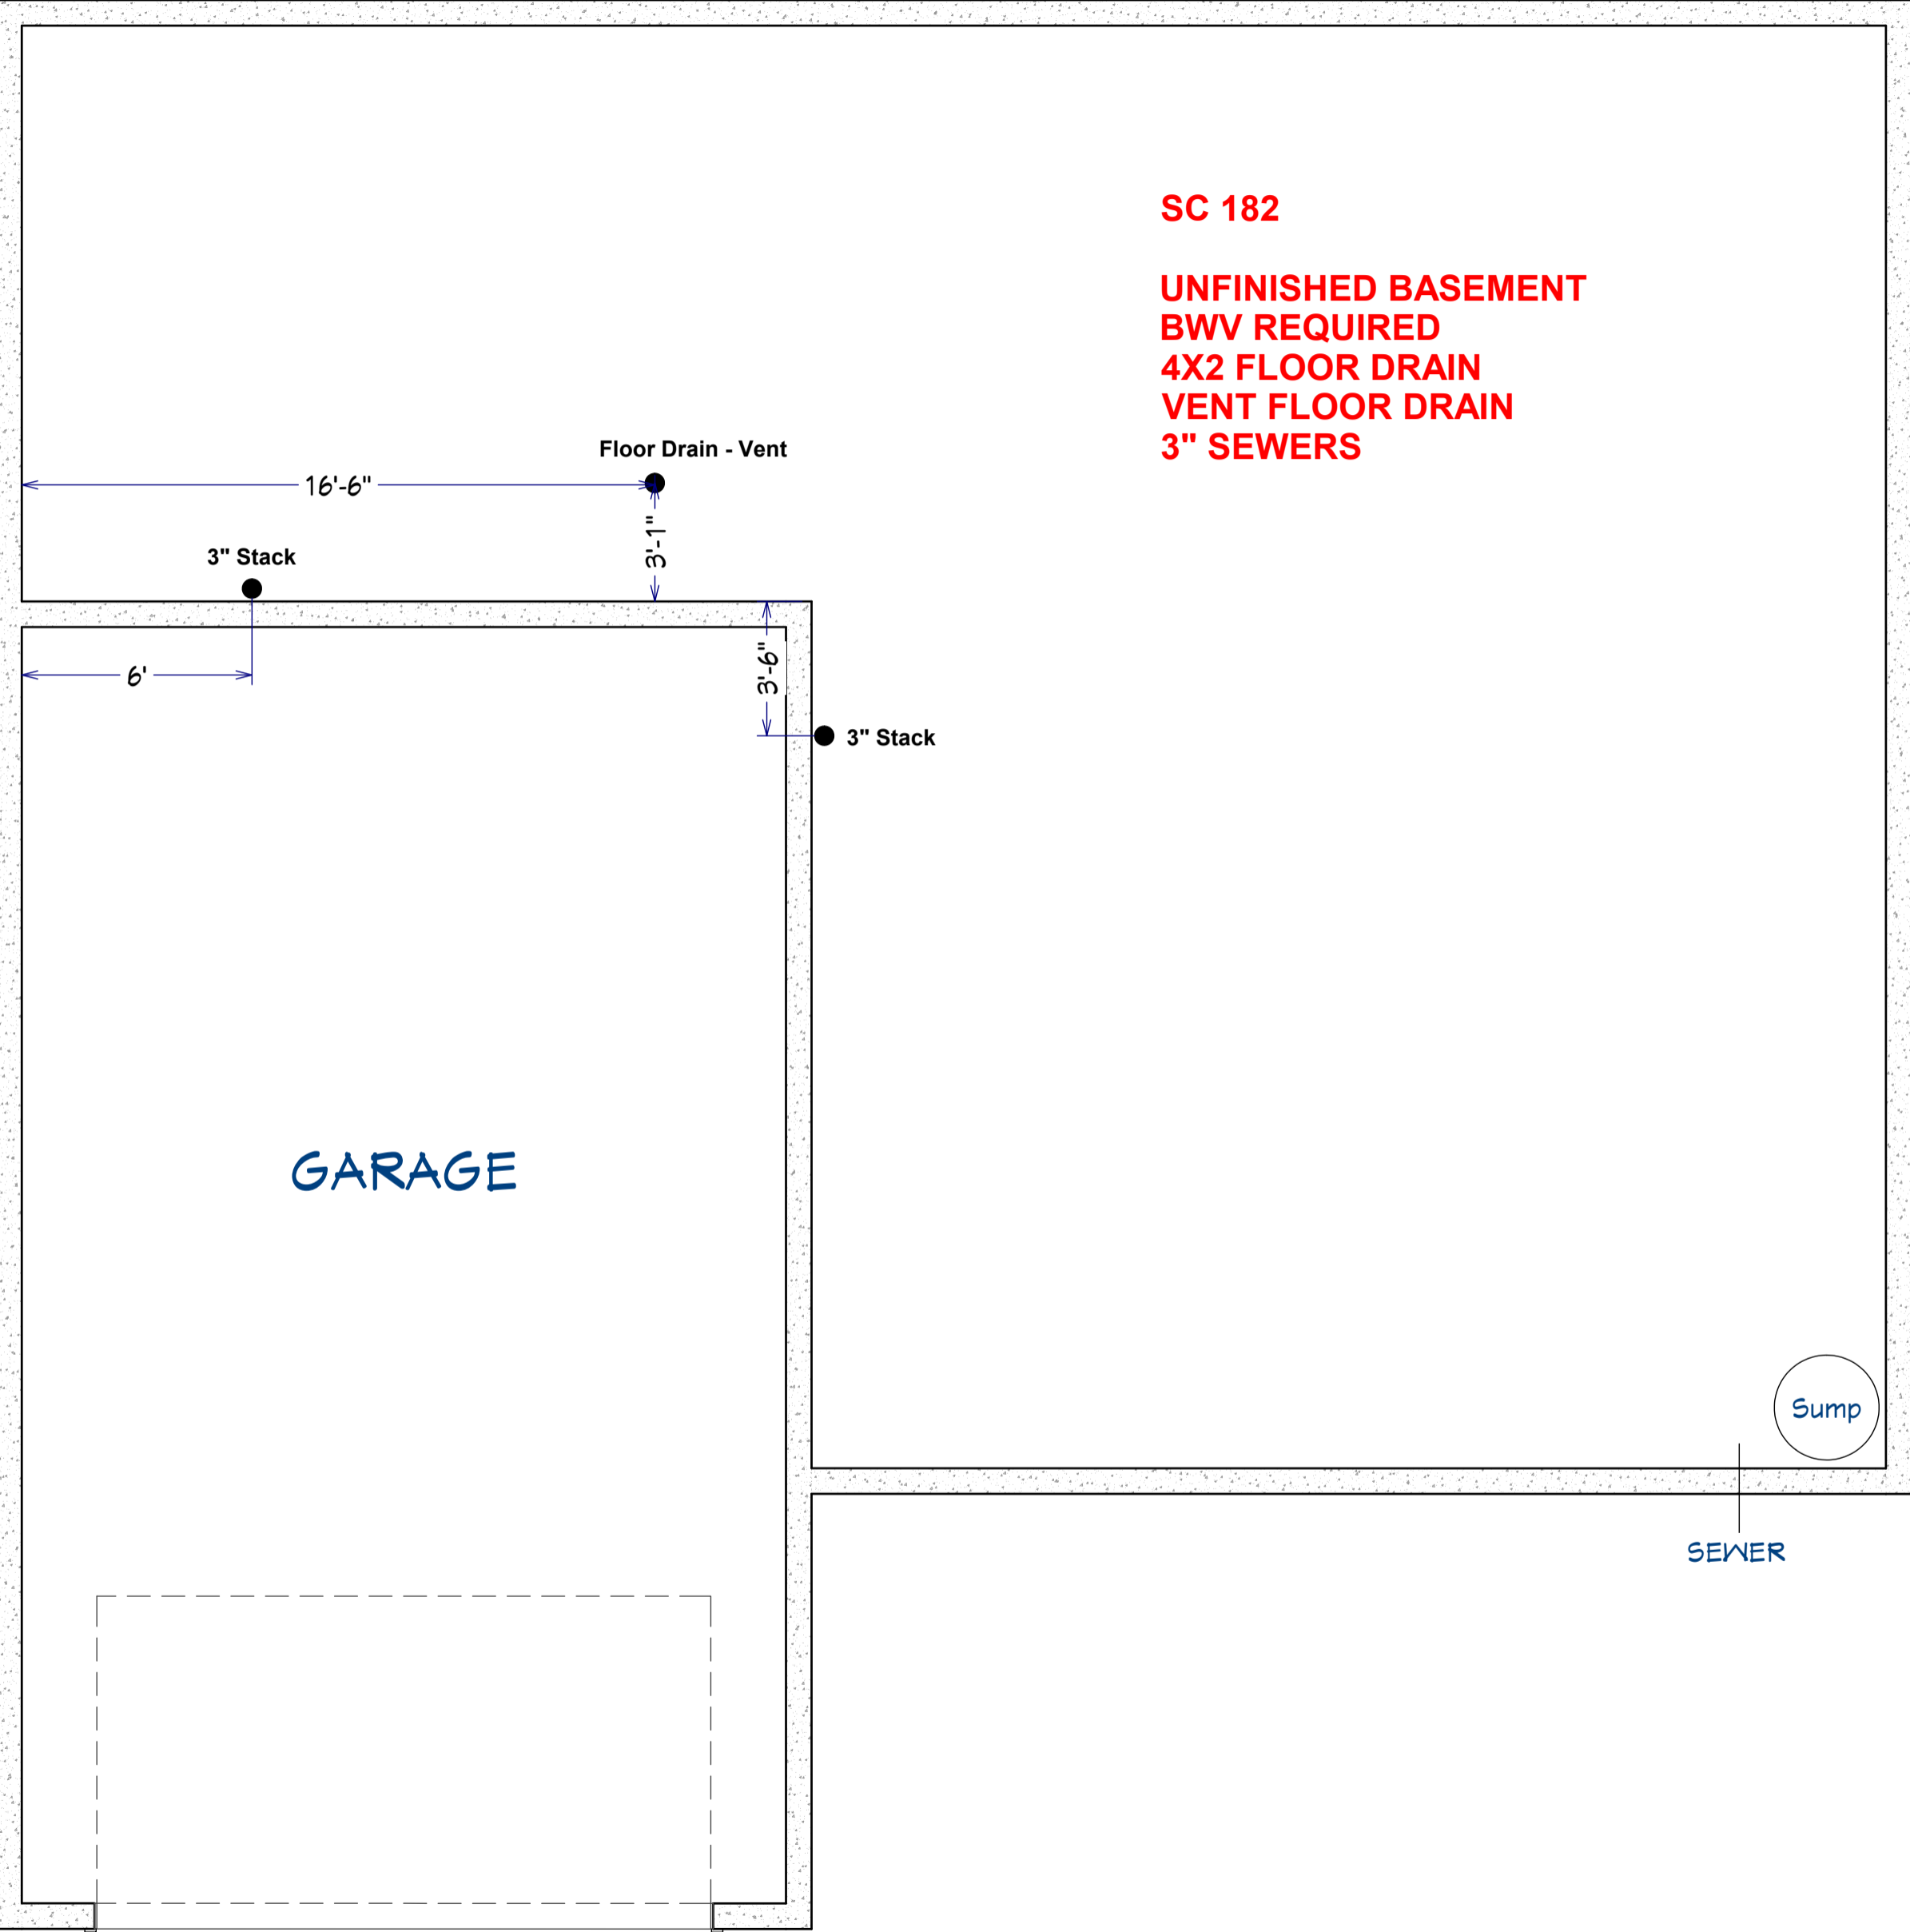 SC 182
UNFINISHED BASEMENT
BWV REQUIRED
4X2 FLOOR DRAIN
VENT FLOOR DRAIN
3" SEWERS
Floor Drain - Vent
16'-6"
3'-1"
3" Stack
6'
3'-6"
3" Stack
GARAGE
Sump
SEWER